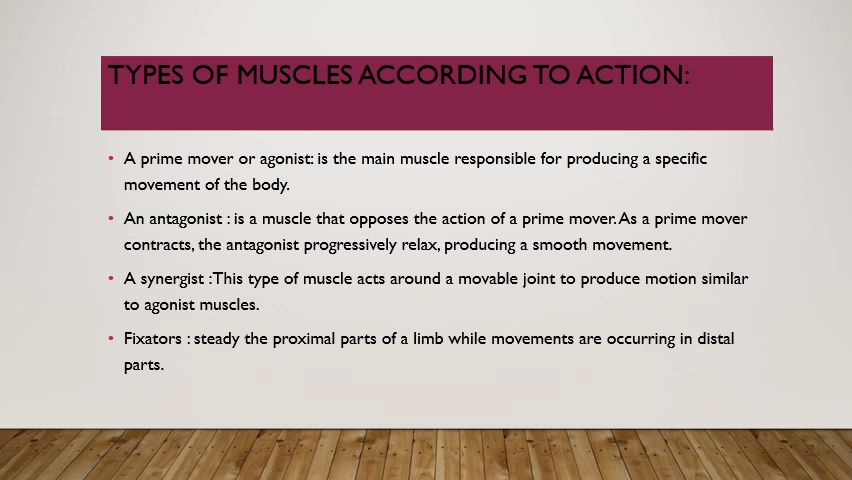 TYPES OF MUSCLES ACCORDING TO ACTION:
• A prime mover or agonist: is the main muscle responsible for producing a specific
movement of the body.
• An antagonist : is a muscle that opposes the action of a prime mover. As a prime mover
contracts, the antagonist progressively relax, producing a smooth movement.
• A synergist : This type of muscle acts around a movable joint to produce motion similar
to agonist muscles.
• Fixators : steady the proximal parts of a limb while movements are occurring in distal
parts.